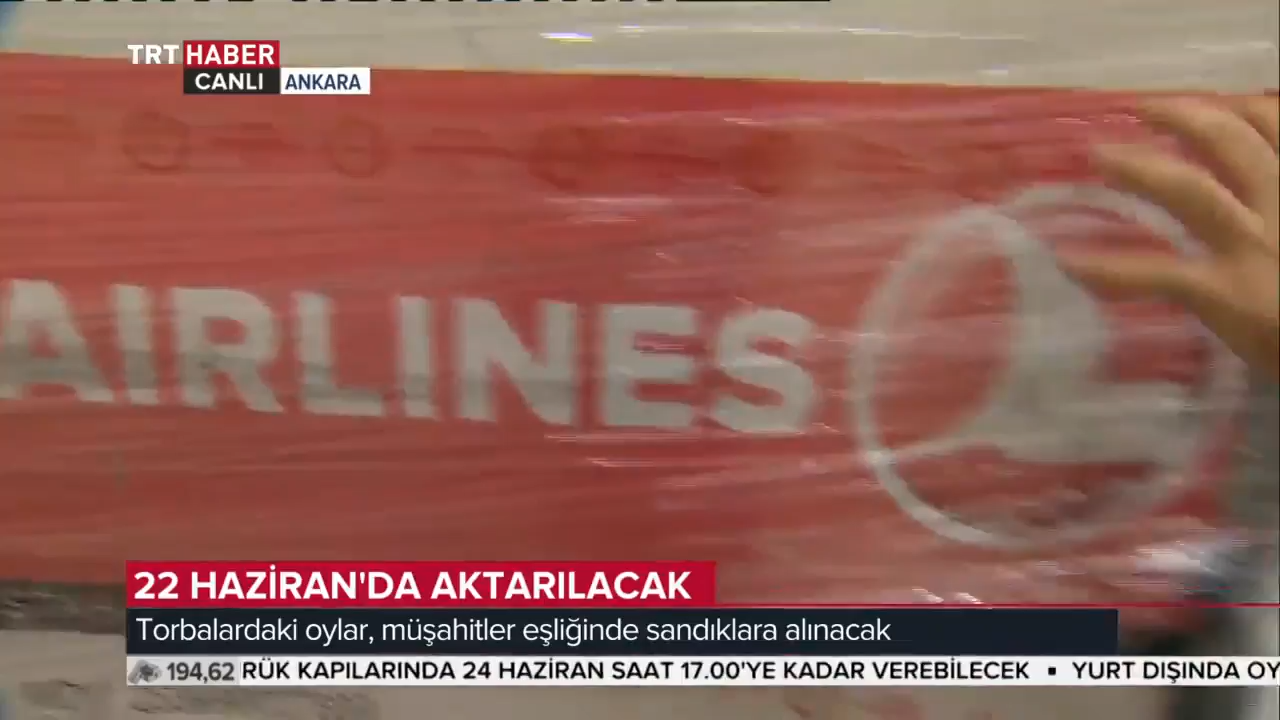 TRT HABER
CANLI ANKARA
AIRLINES
22 HAZİRAN'DA AKTARILACAK
Torbalardaki oylar, müşahitler eşliğinde sandıklara alınacak
194,62 RÜK KAPILARINDA 24 HAZİRAN SAAT 17.00'YE KADAR VEREBİLECEK ▪ YURT DIŞINDA OY